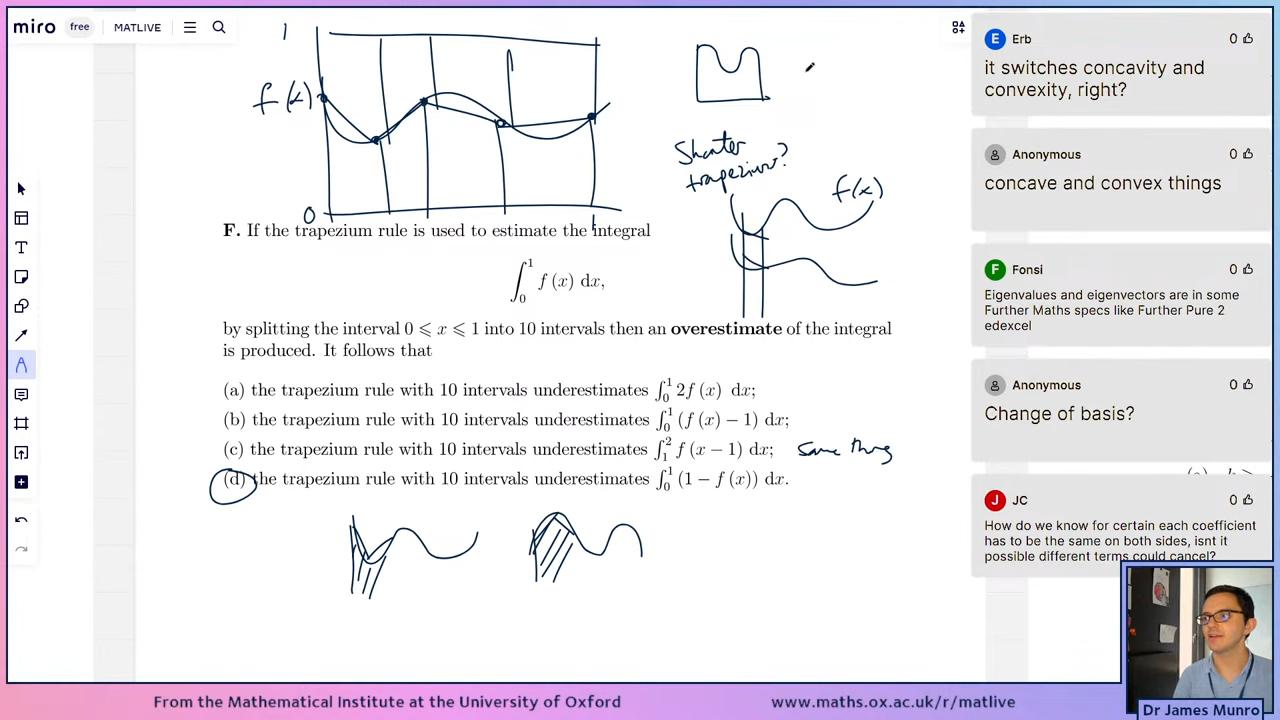 miro free MATLIVE
1
f(x)
0
1
Shorter
trapezium?
f(x)
F. If the trapezium rule is used to estimate the integral
∫₀¹ f (x) dx,
by splitting the interval 0 ⩽ x ⩽ 1 into 10 intervals then an overestimate of the integral
is produced. It follows that
(a) the trapezium rule with 10 intervals underestimates ∫₀¹ 2f (x) dx;
(b) the trapezium rule with 10 intervals underestimates ∫₀¹ (f (x) − 1) dx;
(c) the trapezium rule with 10 intervals underestimates ∫₁² f (x − 1) dx; same thing
(d) the trapezium rule with 10 intervals underestimates ∫₀¹ (1 − f (x)) dx.
E Erb 0
it switches concavity and
convexity, right?
Anonymous 0
concave and convex things
F Fonsi 0
Eigenvalues and eigenvectors are in some
Further Maths specs like Further Pure 2
edexcel
Anonymous 0
Change of basis?
J JC 0
How do we know for certain each coefficient
has to be the same on both sides, isnt it
possible different terms could cancel?
From the Mathematical Institute at the University of Oxford
www.maths.ox.ac.uk/r/matlive
Dr James Munro